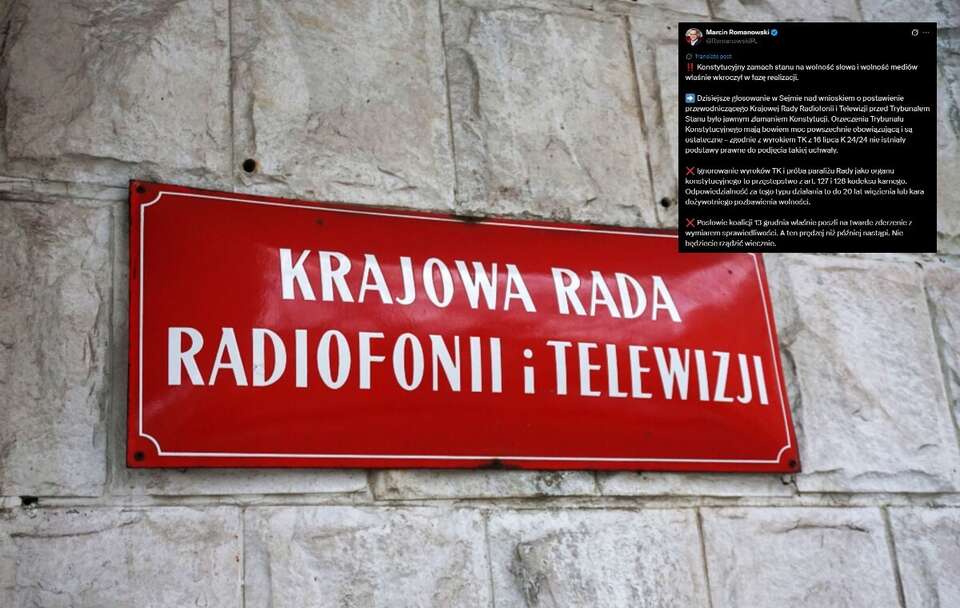 KRAJOWA RADA
RADIOFONII i TELEWIZJI
Marcin Romanowski
@RomanowskiPL
Translate post
‼️ Konstytucyjny zamach stanu na wolność słowa i wolność mediów
właśnie wkroczył w fazę realizacji.
➡️ Dzisiejsze głosowanie w Sejmie nad wnioskiem o postawienie
przewodniczącego Krajowej Rady Radiofonii i Telewizji przed Trybunałem
Stanu było jawnym złamaniem Konstytucji. Orzeczenia Trybunału
Konstytucyjnego mają bowiem moc powszechnie obowiązującą i są
ostateczne – zgodnie z wyrokiem TK z 16 lipca K 24/24 nie istniały
podstawy prawne do podjęcia takiej uchwały.
❌ Ignorowanie wyroków TK i próba paraliżu Rady jako organu
konstytucyjnego to przestępstwo z art. 127 i 128 kodeksu karnego.
Odpowiedzialność za tego typu działania to do 20 lat więzienia lub kara
dożywotniego pozbawienia wolności.
❌ Posłowie koalicji 13 grudnia właśnie poszli na twarde zderzenie z
wymiarem sprawiedliwości. A ten prędzej niż później nastąpi. Nie
będziecie rządzić wiecznie.